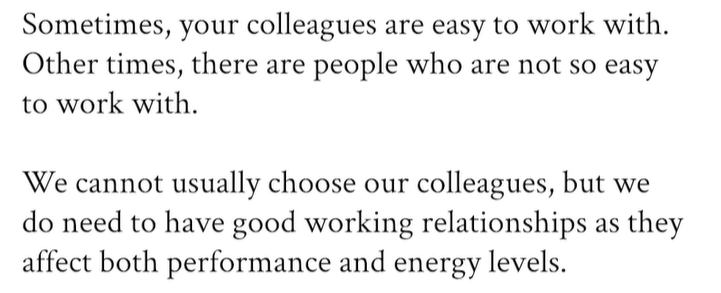 Sometimes, your colleagues are easy to work with.
Other times, there are people who are not so easy
to work with.
We cannot usually choose our colleagues, but we
do need to have good working relationships as they
affect both performance and energy levels.